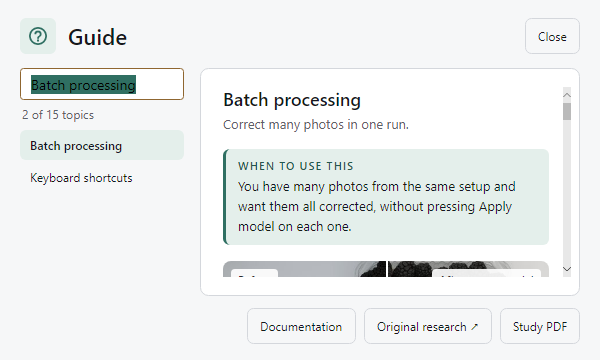 Guide
Close
Batch processing
2 of 15 topics
Batch processing
Keyboard shortcuts
Batch processing
Correct many photos in one run.
WHEN TO USE THIS
You have many photos from the same setup and
want them all corrected, without pressing Apply
model on each one.
Documentation
Original research ↗
Study PDF